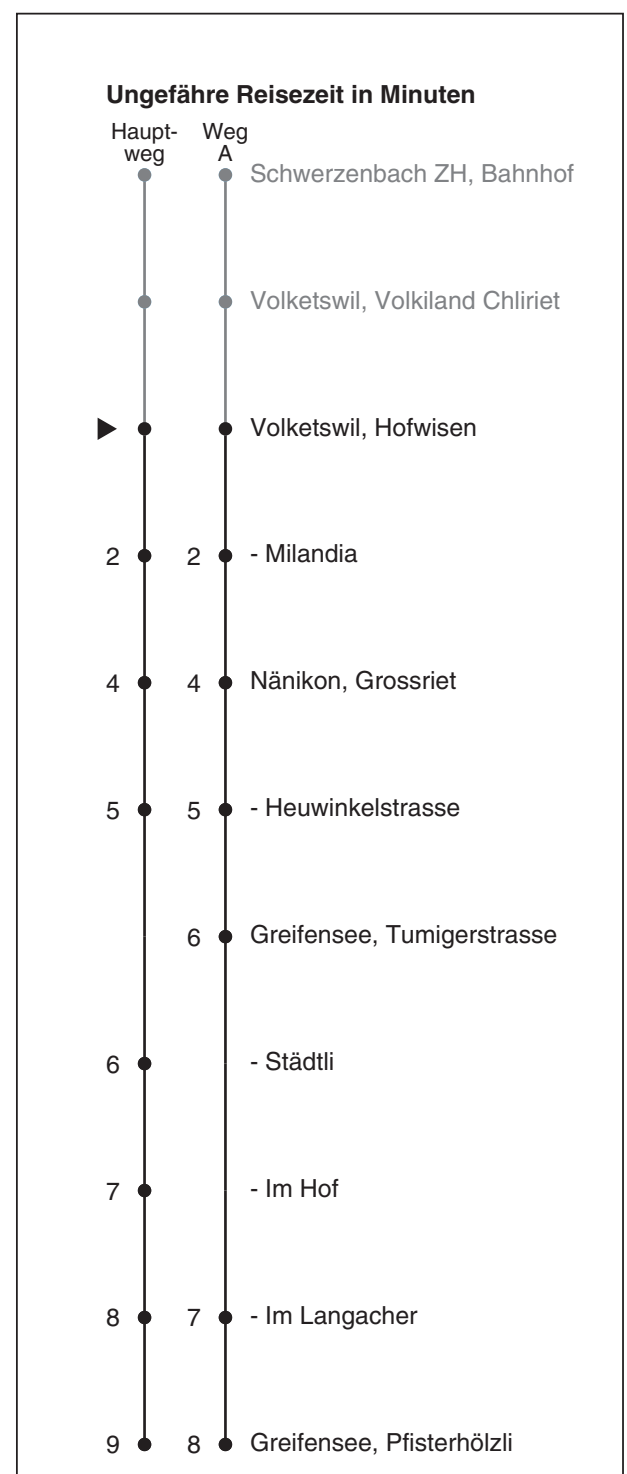 Ungefähre Reisezeit in Minuten
Haupt-
weg
Weg
A
Schwerzenbach ZH, Bahnhof
Volketswil, Volkiland Chliriet
Volketswil, Hofwisen
2 2 - Milandia
4 4 Nänikon, Grossriet
5 5 - Heuwinkelstrasse
6 Greifensee, Tumigerstrasse
6 - Städtli
7 - Im Hof
8 7 - Im Langacher
9 8 Greifensee, Pfisterhölzli